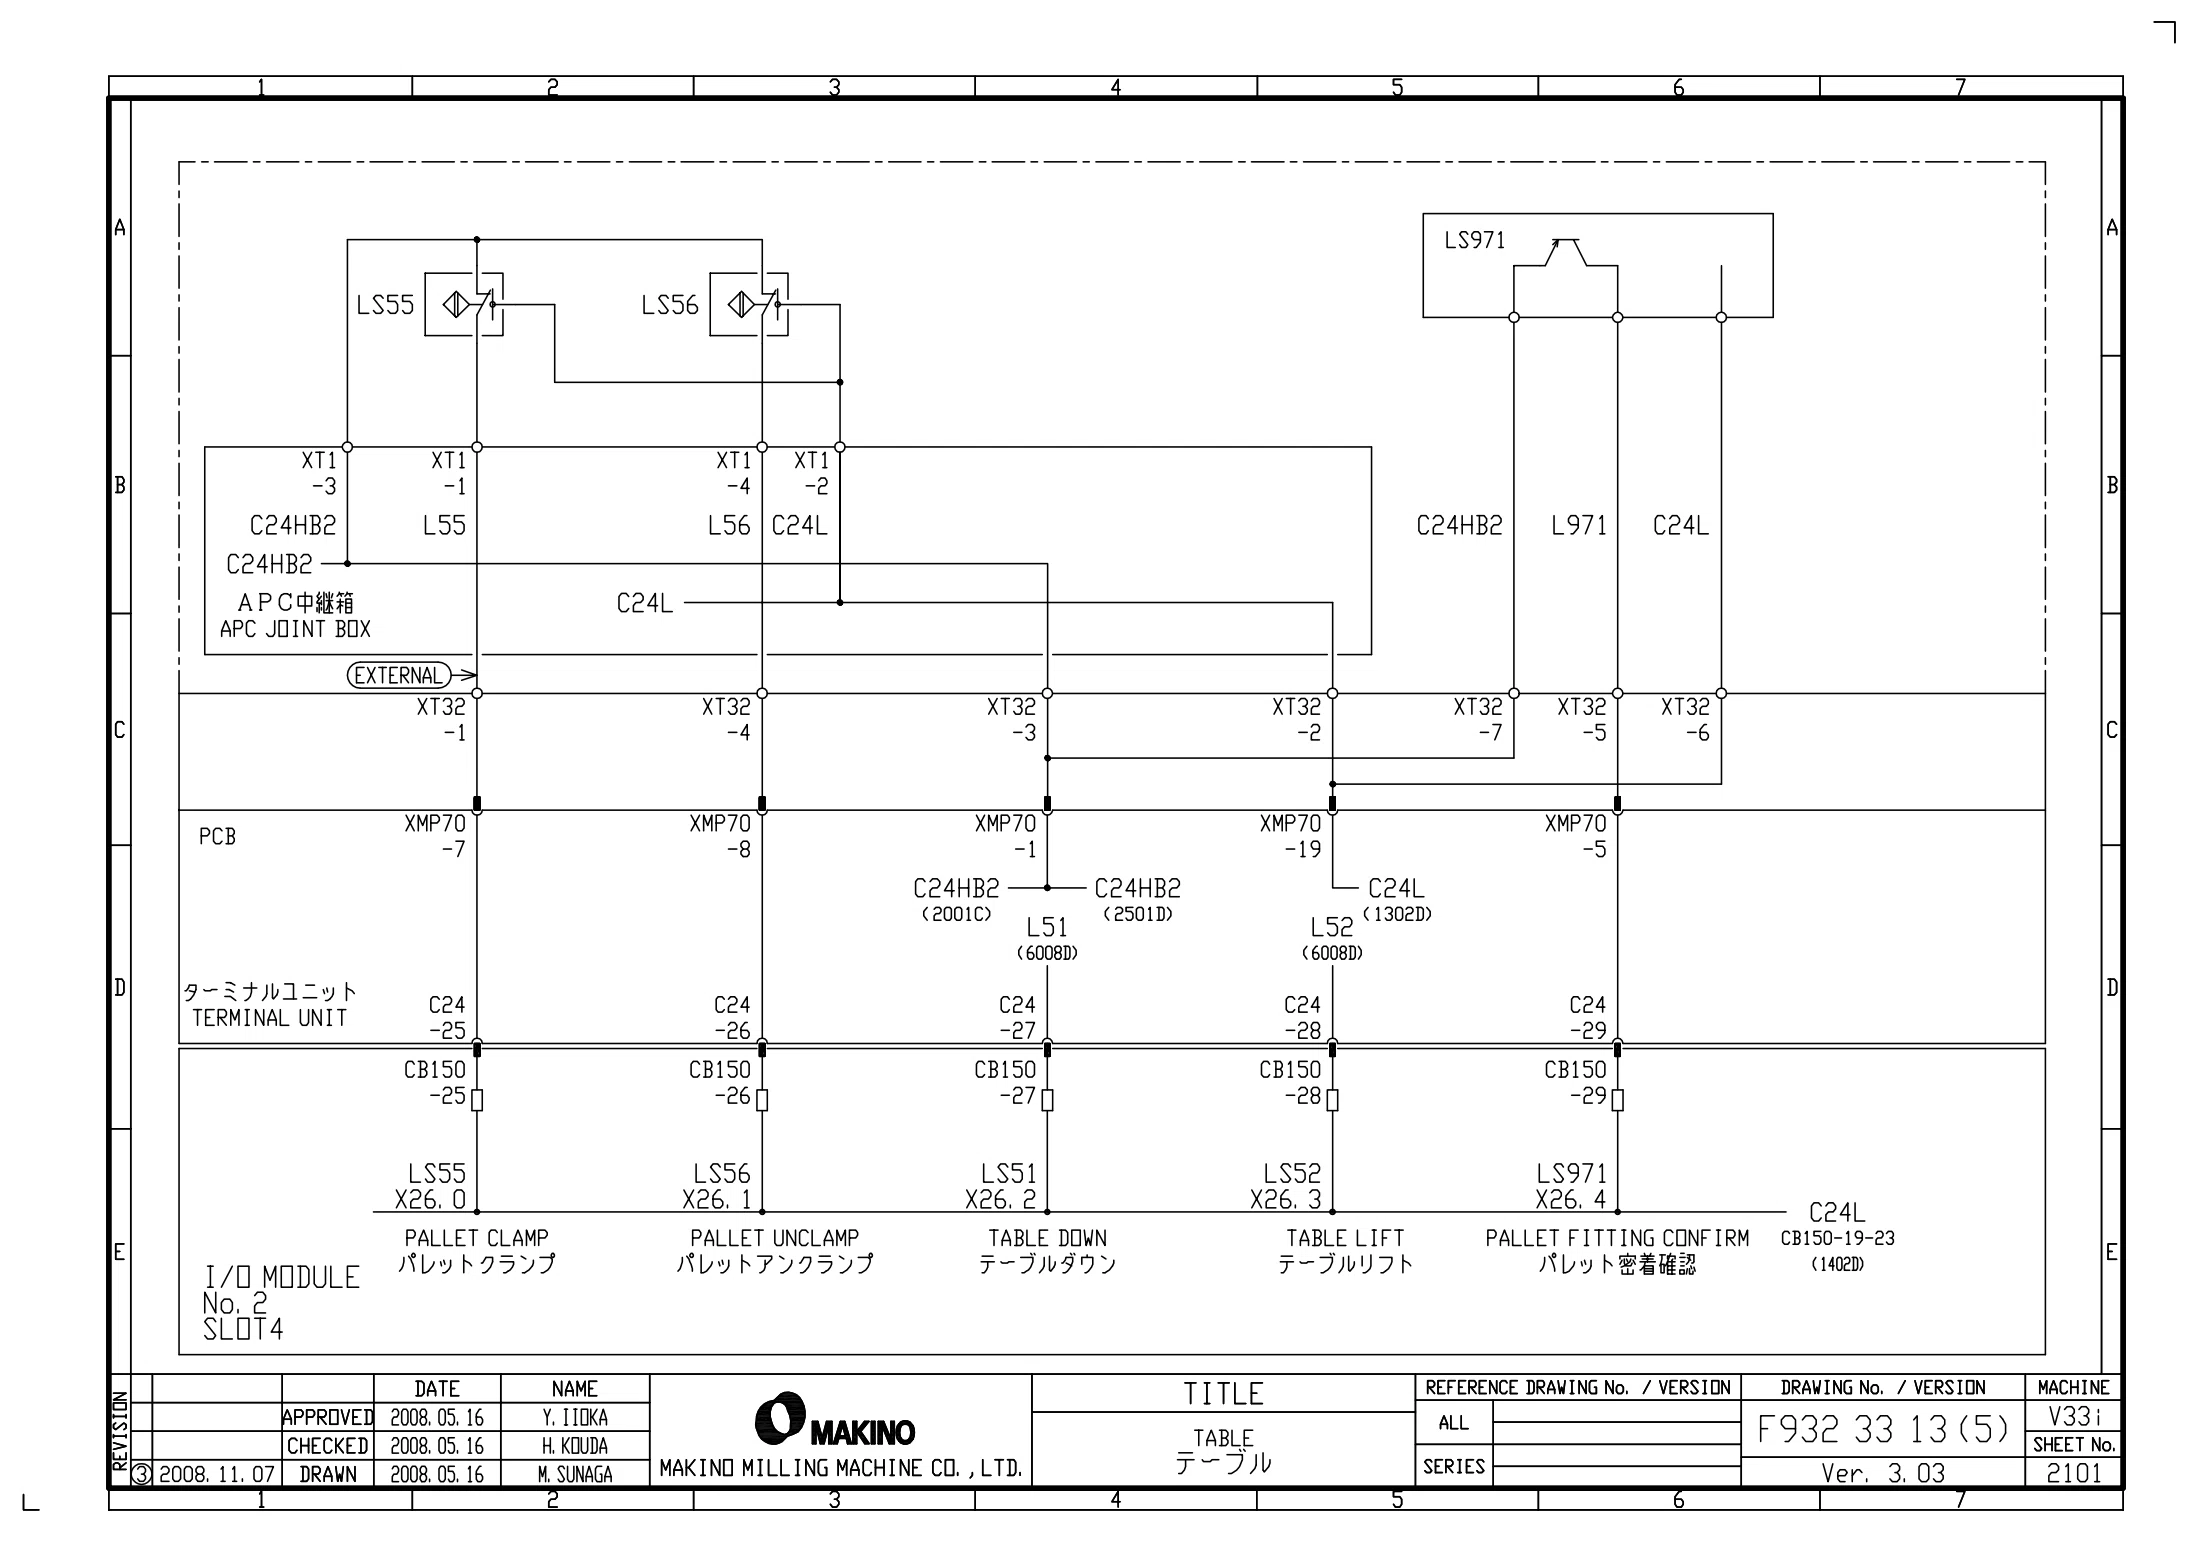 1 2 3 4 5 6 7
A A
LS971
LS55 LS56
B B
XT1 XT1 XT1 XT1
-3 -1 -4 -2
C24HB2 L55 L56 C24L C24HB2 L971 C24L
C24HB2
APC中継箱 C24L
APC JOINT BOX
EXTERNAL
C C
XT32 XT32 XT32 XT32 XT32 XT32 XT32
-1 -4 -3 -2 -7 -5 -6
PCB
XMP70 XMP70 XMP70 XMP70 XMP70
-7 -8 -1 -19 -5
C24HB2 C24HB2 C24L
(2001C) (2501D) (1302D)
L51 L52
(6008D) (6008D)
D D
ターミナルユニット
TERMINAL UNIT
C24 C24 C24 C24 C24
-25 -26 -27 -28 -29
CB150 CB150 CB150 CB150 CB150
-25 -26 -27 -28 -29
LS55 LS56 LS51 LS52 LS971
X26.0 X26.1 X26.2 X26.3 X26.4
C24L
PALLET CLAMP PALLET UNCLAMP TABLE DOWN TABLE LIFT PALLET FITTING CONFIRM CB150-19-23
パレットクランプ パレットアンクランプ テーブルダウン テーブルリフト パレット密着確認 (1402D)
E E
I/O MODULE
No. 2
SLOT4
REVISION
DATE NAME
APPROVED 2008.05.16 Y. IIOKA
CHECKED 2008.05.16 H. KOUDA
③ 2008.11.07 DRAWN 2008.05.16 M. SUNAGA
MAKINO
MAKINO MILLING MACHINE CO., LTD.
TITLE
TABLE
テーブル
REFERENCE DRAWING No. / VERSION
ALL
SERIES
DRAWING No. / VERSION
F932 33 13(5)
Ver. 3.03
MACHINE
V33i
SHEET No.
2101
1 2 3 4 5 6 7